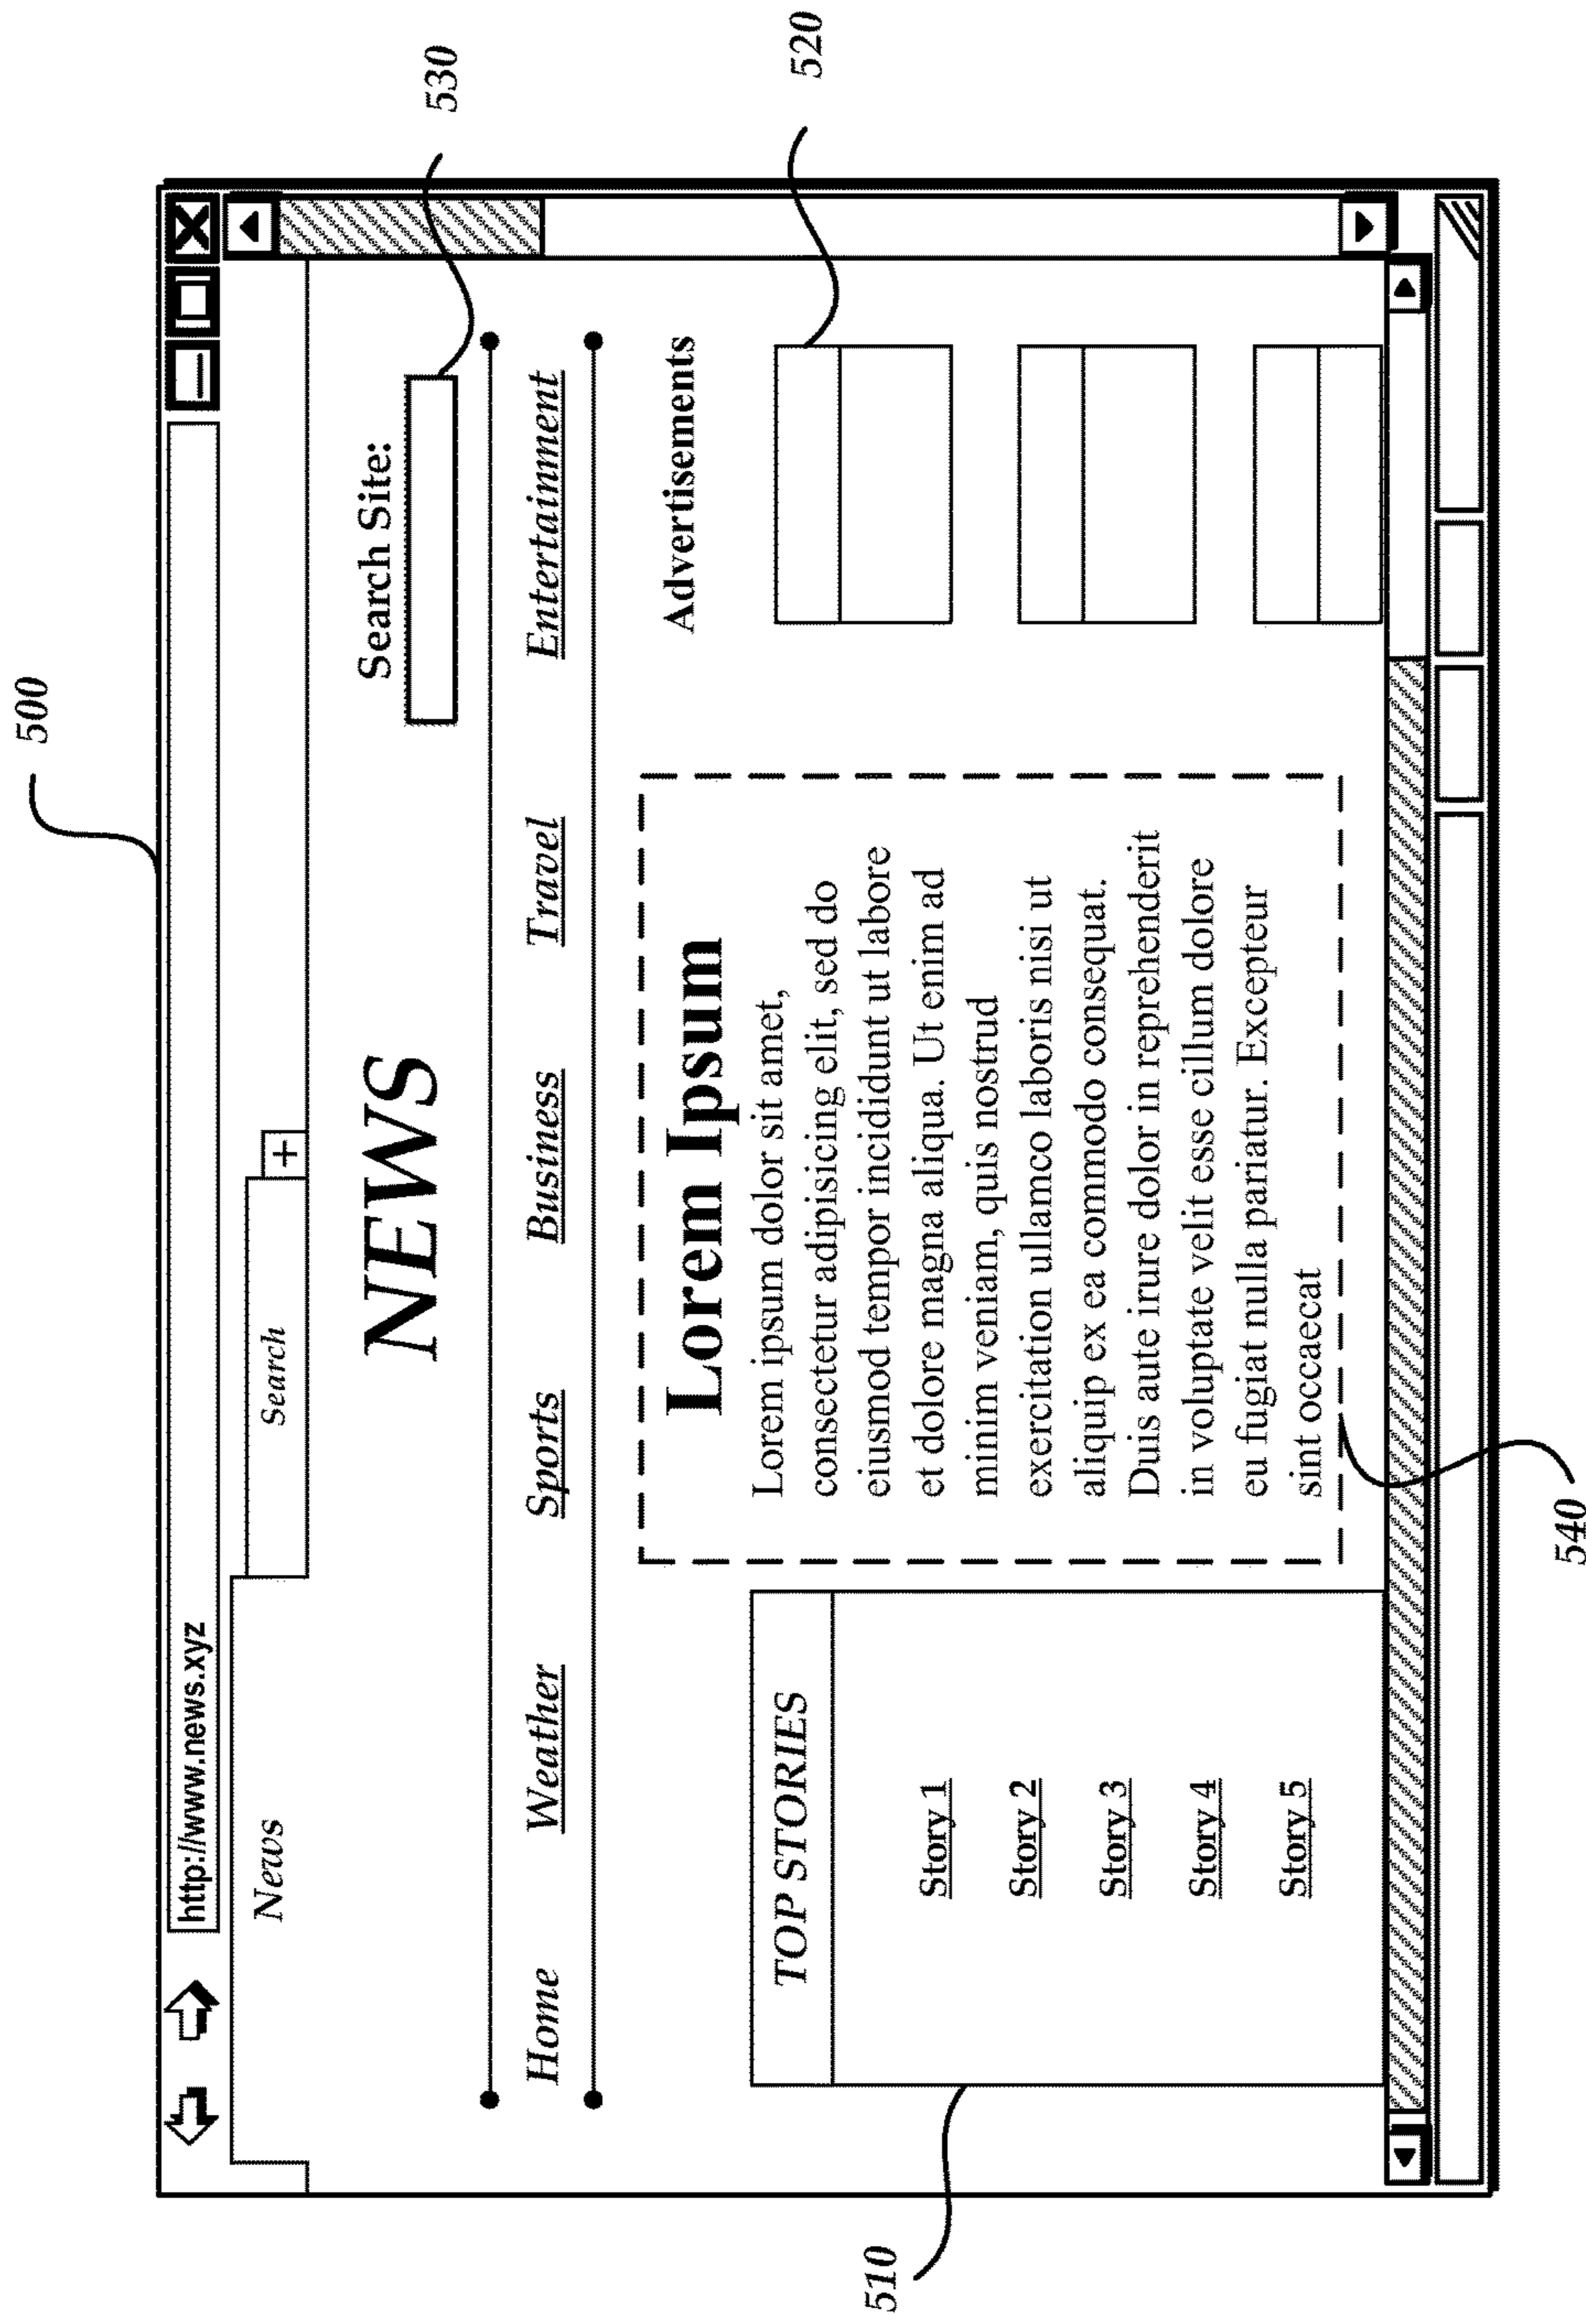 500
http://www.news.xyz
News
Search
+
NEWS
Search Site:
530
Home Weather Sports Business Travel Entertainment
Advertisements
520
Lorem Ipsum
Lorem ipsum dolor sit amet,
consectetur adipisicing elit, sed do
eiusmod tempor incididunt ut labore
et dolore magna aliqua. Ut enim ad
minim veniam, quis nostrud
exercitation ullamco laboris nisi ut
aliquip ex ea commodo consequat.
Duis aute irure dolor in reprehenderit
in voluptate velit esse cillum dolore
eu fugiat nulla pariatur. Excepteur
sint occaecat
TOP STORIES
Story 1
Story 2
Story 3
Story 4
Story 5
510
540